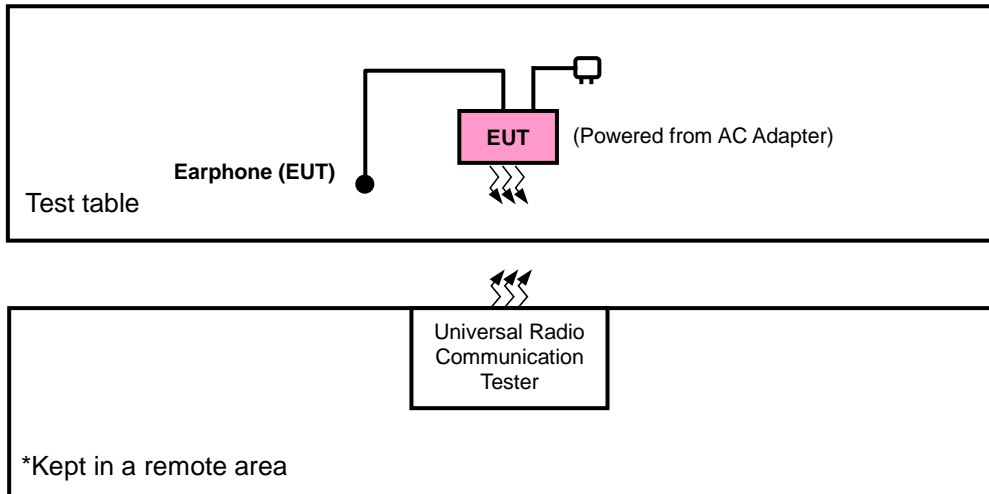 EUT
(Powered from AC Adapter)
Earphone (EUT)
Test table
Universal Radio
Communication
Tester
*Kept in a remote area